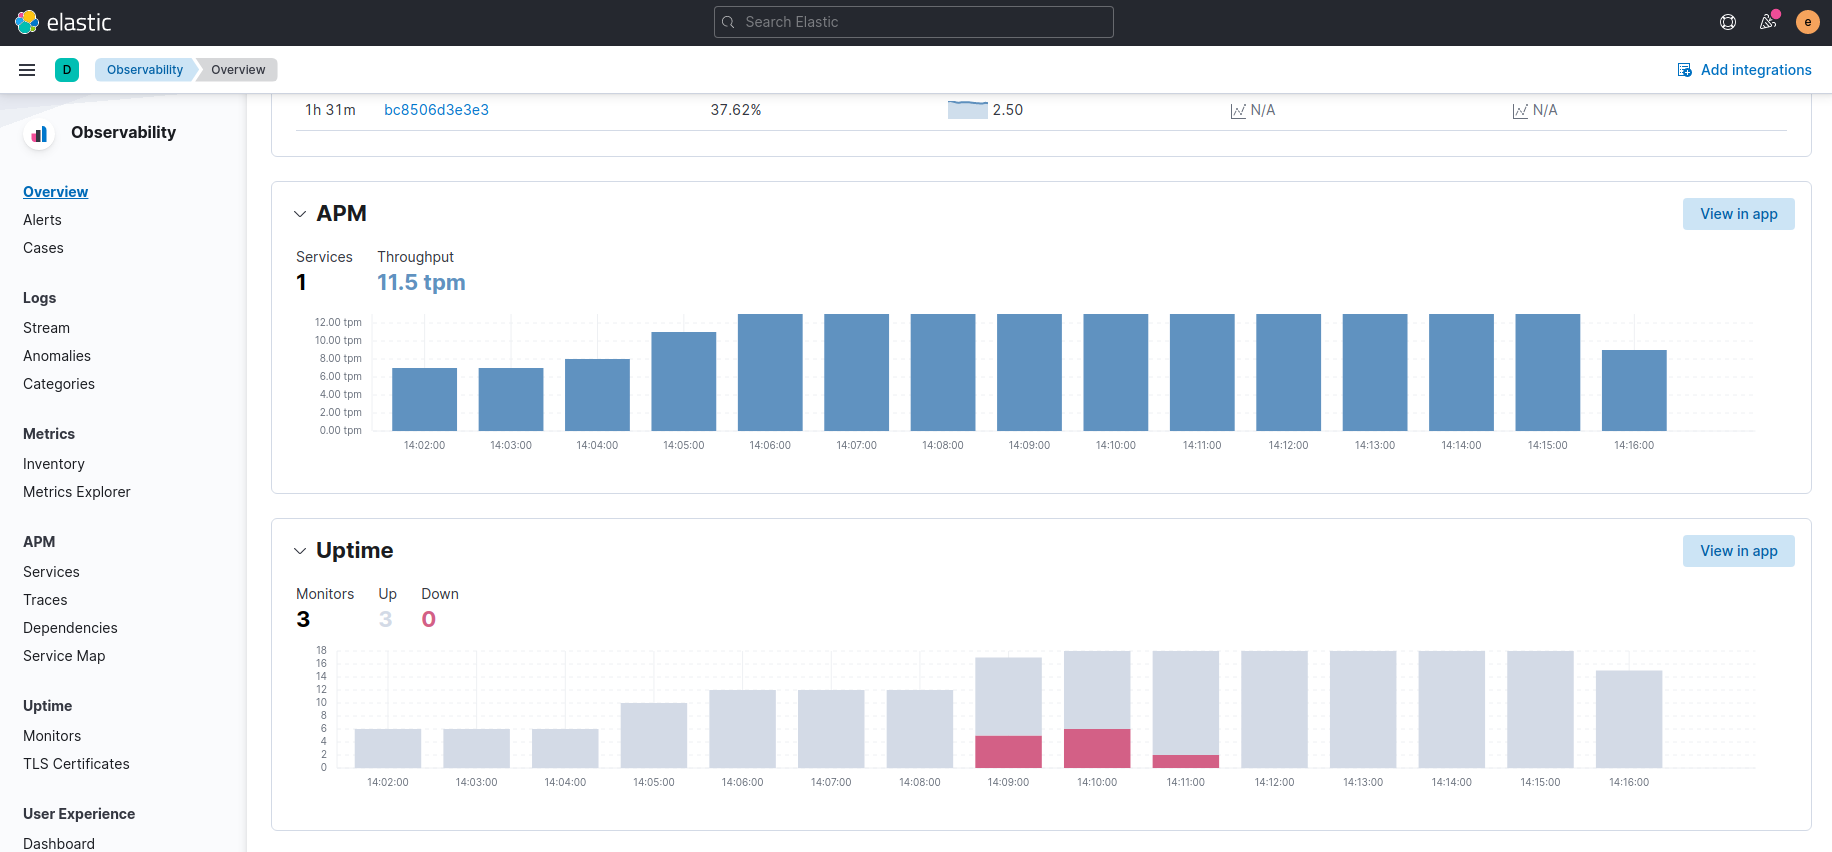 elastic
Search Elastic
e
D
Observability
Overview
Add integrations
Observability
Overview
Alerts
Cases
Logs
Stream
Anomalies
Categories
Metrics
Inventory
Metrics Explorer
APM
Services
Traces
Dependencies
Service Map
Uptime
Monitors
TLS Certificates
User Experience
Dashboard
1h 31m bc8506d3e3e3 37.62% 2.50 N/A N/A
APM
View in app
Services Throughput
1 11.5 tpm
12.00 tpm
10.00 tpm
8.00 tpm
6.00 tpm
4.00 tpm
2.00 tpm
0.00 tpm
14:02:00 14:03:00 14:04:00 14:05:00 14:06:00 14:07:00 14:08:00 14:09:00 14:10:00 14:11:00 14:12:00 14:13:00 14:14:00 14:15:00 14:16:00
Uptime
View in app
Monitors Up Down
3 3 0
18
16
14
12
10
8
6
4
2
0
14:02:00 14:03:00 14:04:00 14:05:00 14:06:00 14:07:00 14:08:00 14:09:00 14:10:00 14:11:00 14:12:00 14:13:00 14:14:00 14:15:00 14:16:00